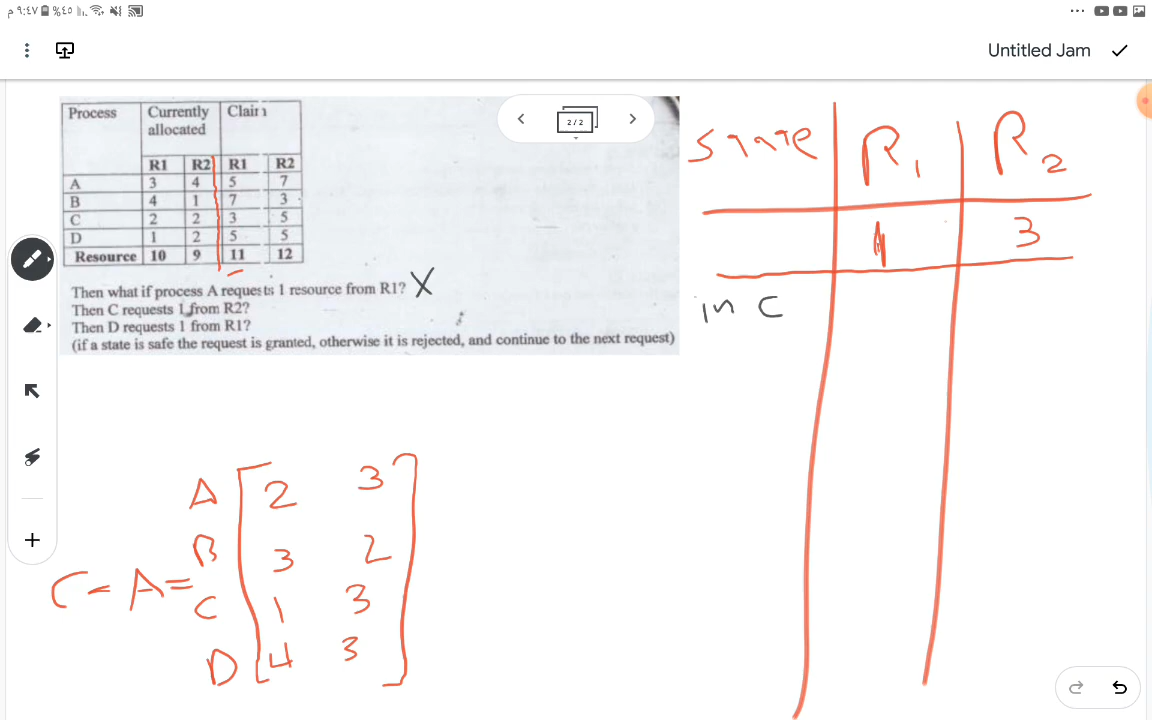 م ٩:٤٧ %٤٥
Untitled Jam
2 / 2
Process Currently allocated Clai
R1 R2 R1 R2
A 3 4 5 7
B 4 1 7 3
C 2 2 3 5
D 1 2 5 5
Resource 10 9 11 12
Then what if process A requests 1 resource from R1? X
Then C requests 1 from R2?
Then D requests 1 from R1?
(if a state is safe the request is granted, otherwise it is rejected, and continue to the next request)
state R1 R2
1 3
in C
A 2 3
B 3 2
C - A =
C 1 3
D 4 3